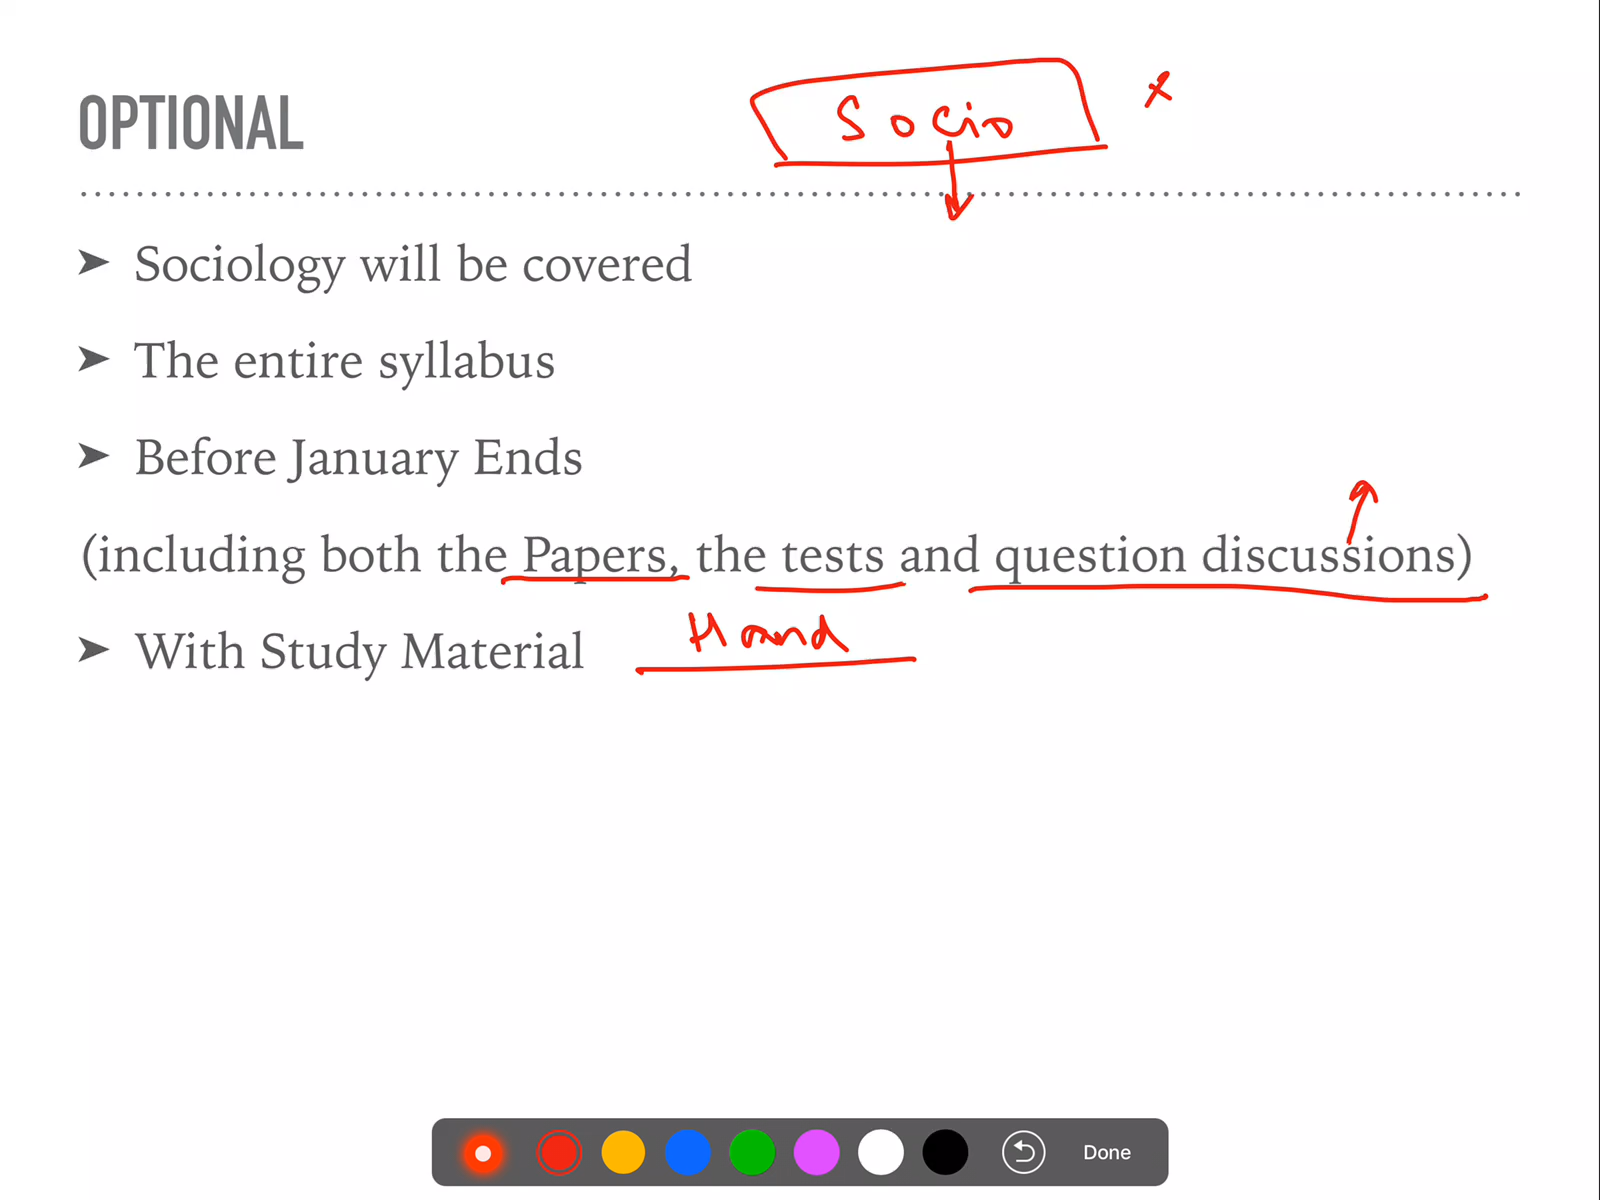 OPTIONAL
Socio
➤ Sociology will be covered
➤ The entire syllabus
➤ Before January Ends
(including both the Papers, the tests and question discussions)
➤ With Study Material
Hand
Done